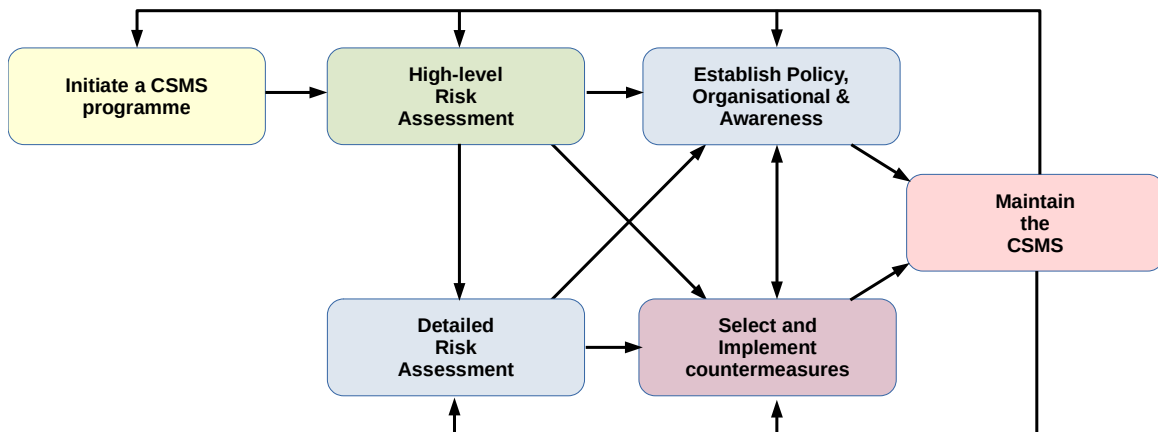 Initiate a CSMS
programme
High-level
Risk
Assessment
Establish Policy,
Organisational &
Awareness
Maintain
the
CSMS
Detailed
Risk
Assessment
Select and
Implement
countermeasures